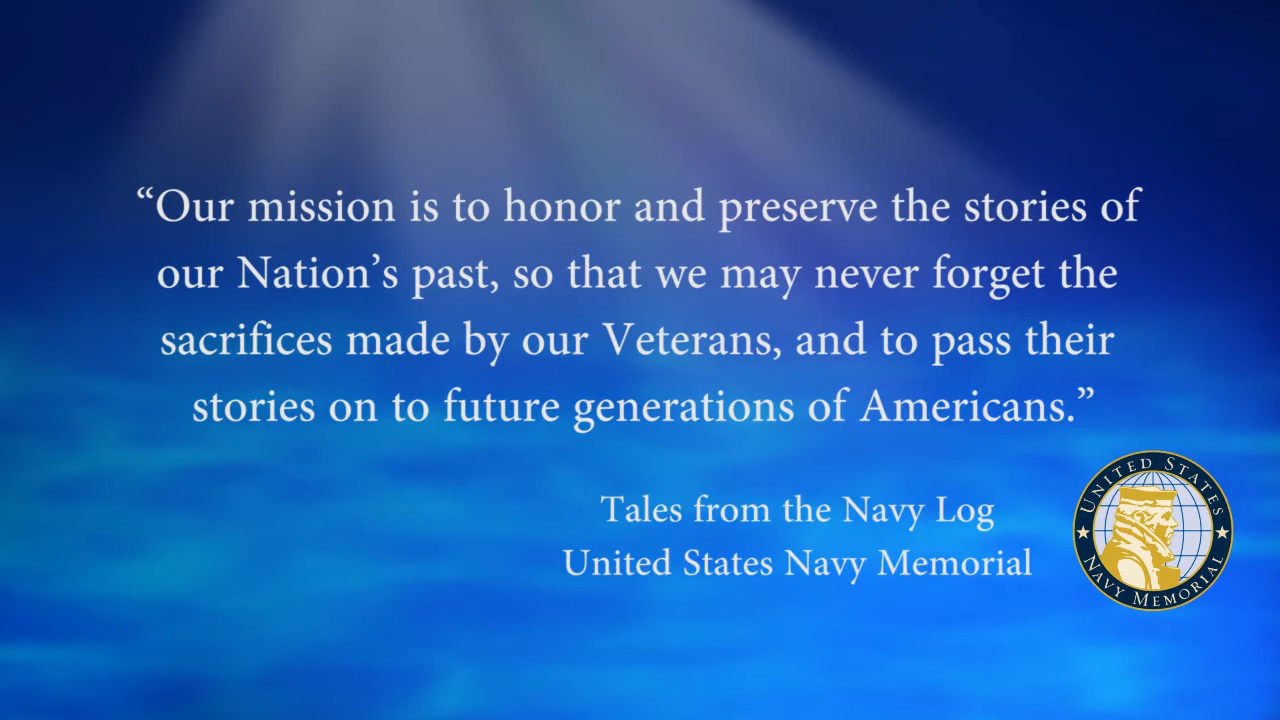 “Our mission is to honor and preserve the stories of
our Nation’s past, so that we may never forget the
sacrifices made by our Veterans, and to pass their
stories on to future generations of Americans.”
Tales from the Navy Log
United States Navy Memorial
UNITED STATES
NAVY MEMORIAL